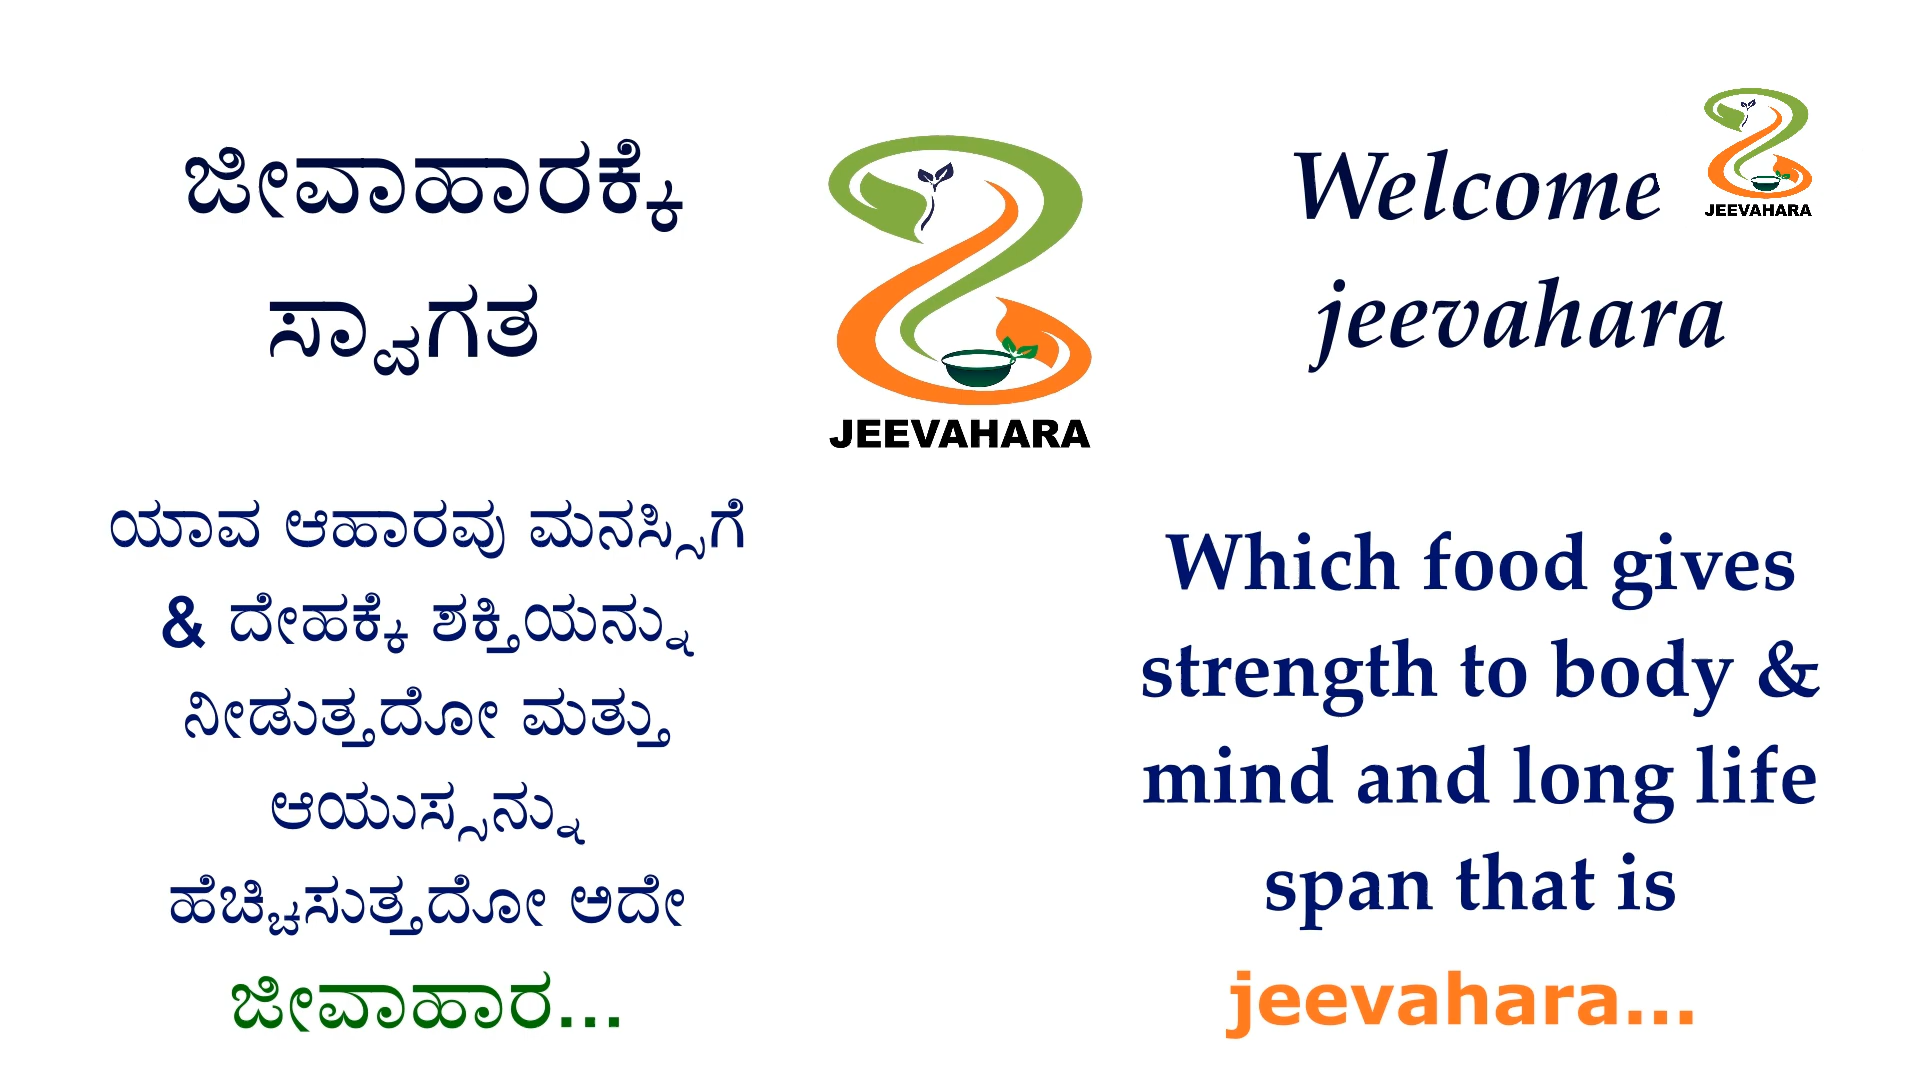 ಜೀವಾಹಾರಕ್ಕೆ
ಸ್ವಾಗತ
JEEVAHARA
Welcome
JEEVAHARA
jeevahara
ಯಾವ ಆಹಾರವು ಮನಸ್ಸಿಗೆ
& ದೇಹಕ್ಕೆ ಶಕ್ತಿಯನ್ನು
ನೀಡುತ್ತದೋ ಮತ್ತು
ಆಯುಸ್ಸನ್ನು
ಹೆಚ್ಚಿಸುತ್ತದೋ ಅದೇ
ಜೀವಾಹಾರ...
Which food gives
strength to body &
mind and long life
span that is
jeevahara...